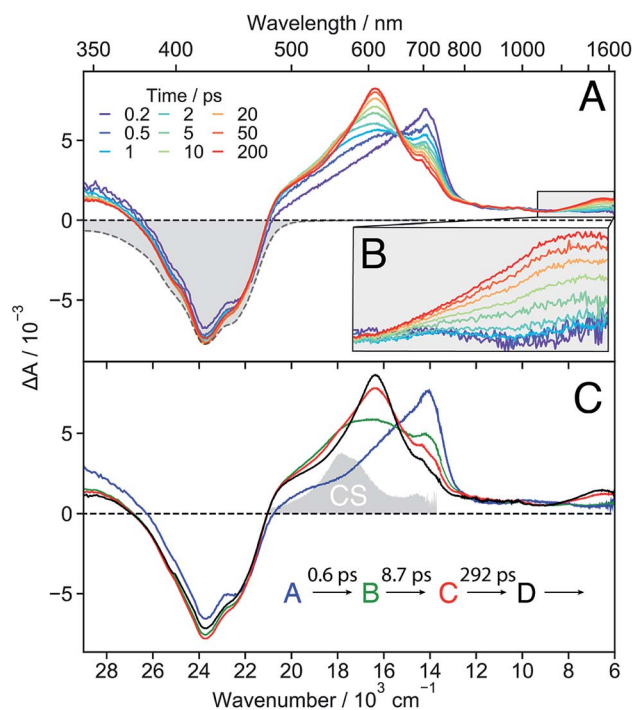 Wavelength / nm
350 400 500 600 700 800 1000 1600
A
Time / ps
0.2 2 20
0.5 5 50
1 10 200
5
0
−5
B
ΔA / 10⁻³
C
5
0
−5
CS
0.6 ps 8.7 ps 292 ps
A B C D
28 26 24 22 20 18 16 14 12 10 8 6
Wavenumber / 10³ cm⁻¹